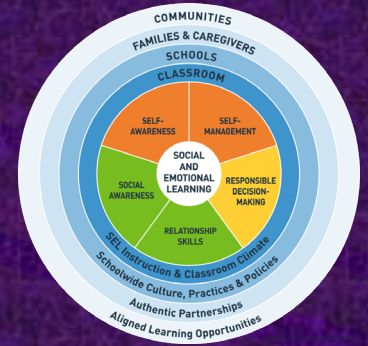 COMMUNITIES
FAMILIES & CAREGIVERS
SCHOOLS
CLASSROOM
SELF-
AWARENESS
SELF-
MANAGEMENT
SOCIAL
AND
EMOTIONAL
LEARNING
SOCIAL
AWARENESS
RESPONSIBLE
DECISION-
MAKING
RELATIONSHIP
SKILLS
SEL Instruction & Classroom Climate
Schoolwide Culture, Practices & Policies
Authentic Partnerships
Aligned Learning Opportunities